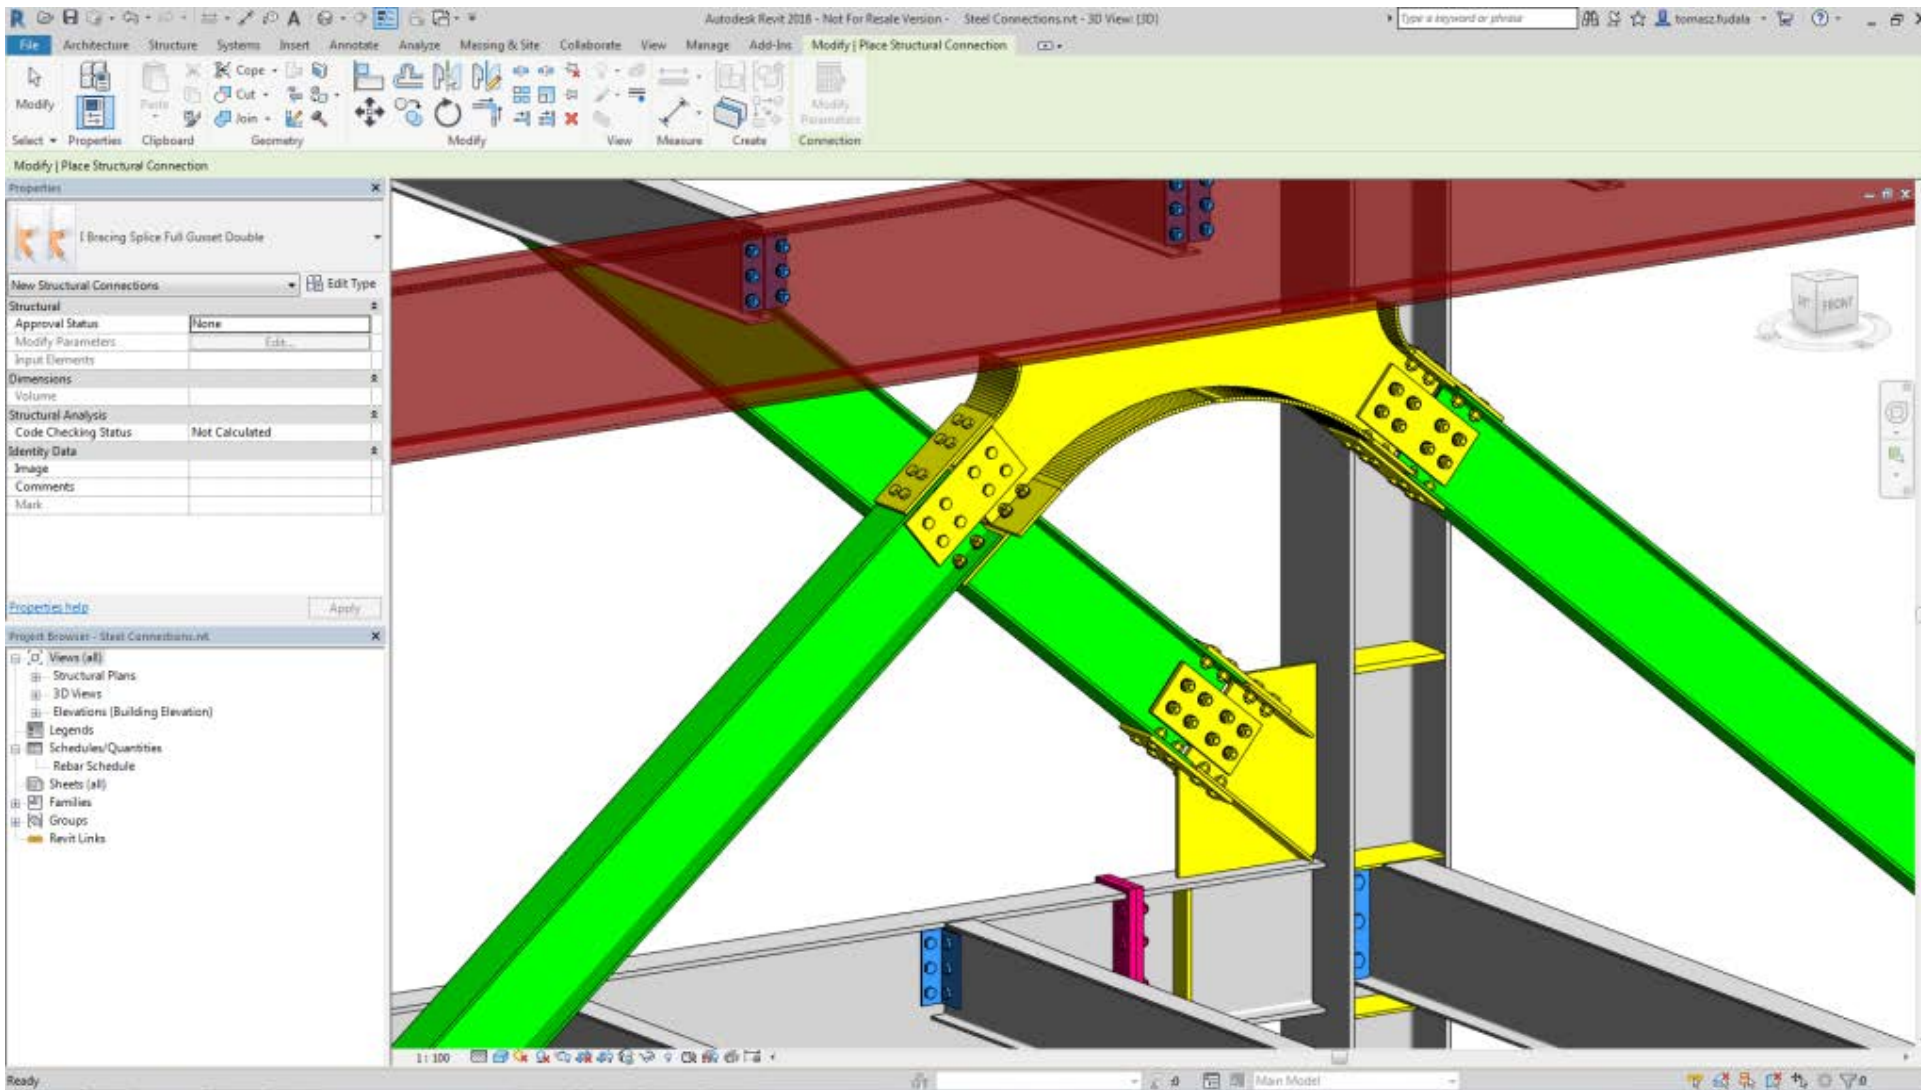 Autodesk Revit 2018 - Not For Resale Version - Steel Connections.rvt - 3D View: {3D}
Type a keyword or phrase
tomasz.fudala
File Architecture Structure Systems Insert Annotate Analyze Massing & Site Collaborate View Manage Add-Ins Modify | Place Structural Connection
Cope
Cut
Join
Modify
Paste
Modify Parameters
Select Properties Clipboard Geometry Modify View Measure Create Connection
Modify | Place Structural Connection
Properties
I Bracing Splice Full Gusset Double
New Structural Connections
Edit Type
Structural
Approval Status None
Modify Parameters Edit...
Input Elements
Dimensions
Volume
Structural Analysis
Code Checking Status Not Calculated
Identity Data
Image
Comments
Mark
Properties help
Apply
Project Browser - Steel Connections.rvt
Views (all)
Structural Plans
3D Views
Elevations (Building Elevation)
Legends
Schedules/Quantities
Rebar Schedule
Sheets (all)
Families
Groups
Revit Links
FRONT
1 : 100
Ready
:0
Main Model
:0